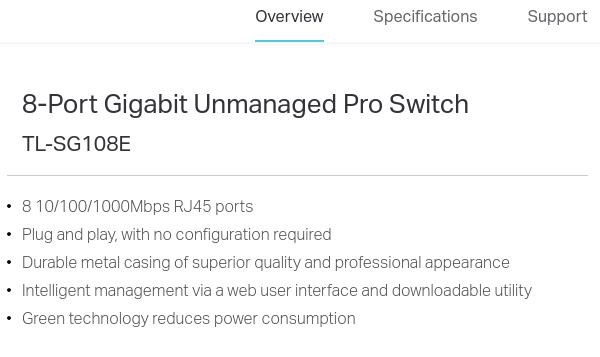 Overview Specifications Support
8-Port Gigabit Unmanaged Pro Switch
TL-SG108E
• 8 10/100/1000Mbps RJ45 ports
• Plug and play, with no configuration required
• Durable metal casing of superior quality and professional appearance
• Intelligent management via a web user interface and downloadable utility
• Green technology reduces power consumption